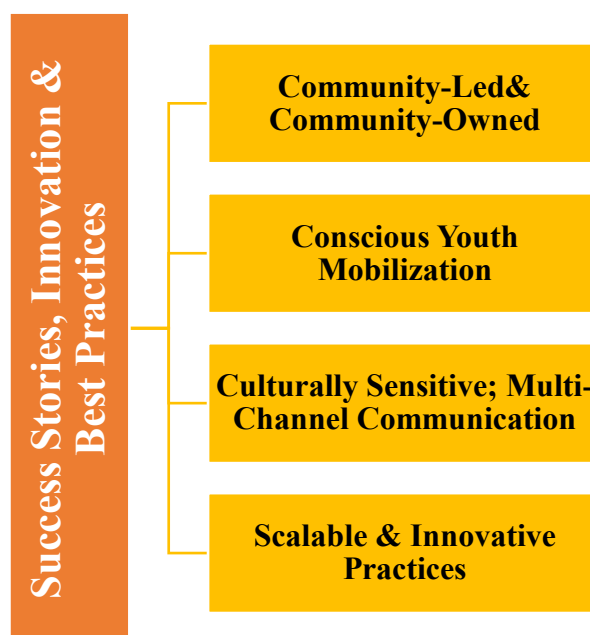 Success Stories, Innovation &
Best Practices
Community-Led&
Community-Owned
Conscious Youth
Mobilization
Culturally Sensitive; Multi-
Channel Communication
Scalable & Innovative
Practices